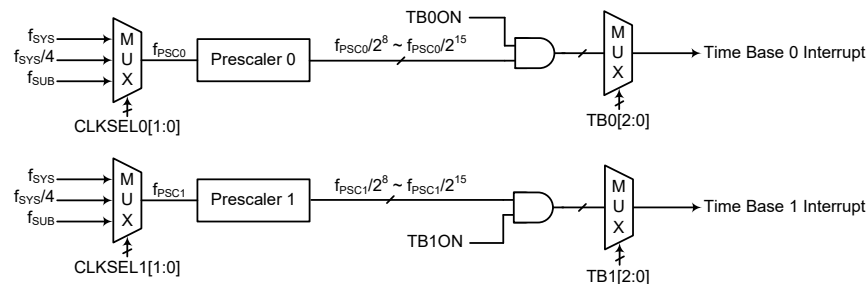 TB0ON
fSYS
fSYS/4
fSUB
M
U
X
fPSC0
Prescaler 0
fPSC0/2^8 ~ fPSC0/2^15
M
U
X
Time Base 0 Interrupt
CLKSEL0[1:0]
TB0[2:0]
fSYS
fSYS/4
fSUB
M
U
X
fPSC1
Prescaler 1
fPSC1/2^8 ~ fPSC1/2^15
M
U
X
Time Base 1 Interrupt
TB1ON
CLKSEL1[1:0]
TB1[2:0]